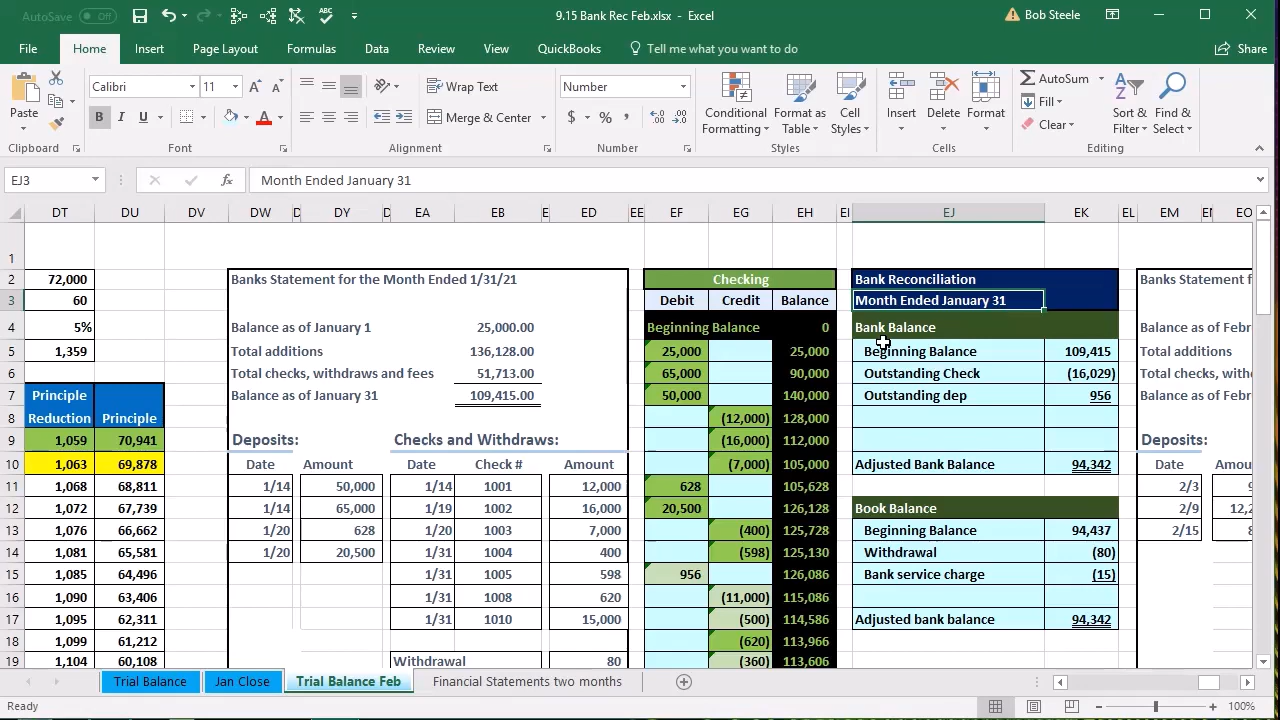 AutoSave Off 9.15 Bank Rec Feb.xlsx - Excel Bob Steele
File Home Insert Page Layout Formulas Data Review View QuickBooks Tell me what you want to do Share
Paste Calibri 11 Wrap Text Number Conditional Formatting Format as Table Cell Styles Insert Delete Format AutoSum Sort & Filter Find & Select
B I U A Merge & Center $ % , Fill
Clear
Clipboard Font Alignment Number Styles Cells Editing
EJ3 fx Month Ended January 31
DT DU DV DW D DY D EA EB E ED EE EF EG EH EI EJ EK EL EM EO
1
2 72,000 Banks Statement for the Month Ended 1/31/21 Checking Bank Reconciliation
3 60 Debit Credit Balance Month Ended January 31
4 5% Balance as of January 1 25,000.00 Beginning Balance 0 Bank Balance
5 1,359 Total additions 136,128.00 25,000 25,000 Beginning Balance 109,415 Total additions
6 Total checks, withdraws and fees 51,713.00 65,000 90,000 Outstanding Check (16,029)
7 Principle Balance as of January 31 109,415.00 50,000 140,000 Outstanding dep 956
8 Reduction Principle (12,000) 128,000
9 1,059 70,941 Deposits: Checks and Withdraws: (16,000) 112,000 Deposits:
10 1,063 69,878 Date Amount Date Check # Amount (7,000) 105,000 Adjusted Bank Balance 94,342 Date
11 1,068 68,811 1/14 50,000 1/14 1001 12,000 628 105,628 2/3
12 1,072 67,739 1/14 65,000 1/19 1002 16,000 20,500 126,128 Book Balance 2/9
13 1,076 66,662 1/20 628 1/20 1003 7,000 (400) 125,728 Beginning Balance 94,437 2/15
14 1,081 65,581 1/20 20,500 1/31 1004 400 (598) 125,130 Withdrawal (80)
15 1,085 64,496 1/31 1005 598 956 126,086 Bank service charge (15)
16 1,090 63,406 1/31 1008 620 (11,000) 115,086
17 1,095 62,311 1/31 1010 15,000 (500) 114,586 Adjusted bank balance 94,342
18 1,099 61,212 (620) 113,966
19 1,104 60,108 Withdrawal 80 (360) 113,606
Trial Balance Jan Close Trial Balance Feb Financial Statements two months
Ready 100%